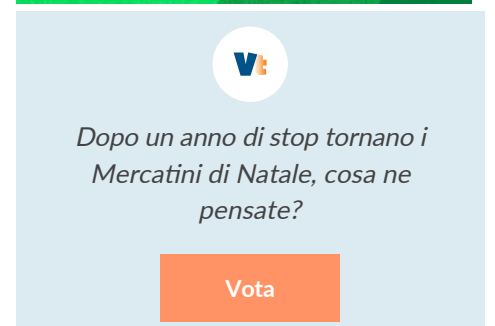 Vt
Dopo un anno di stop tornano i
Mercatini di Natale, cosa ne
pensate?
Vota